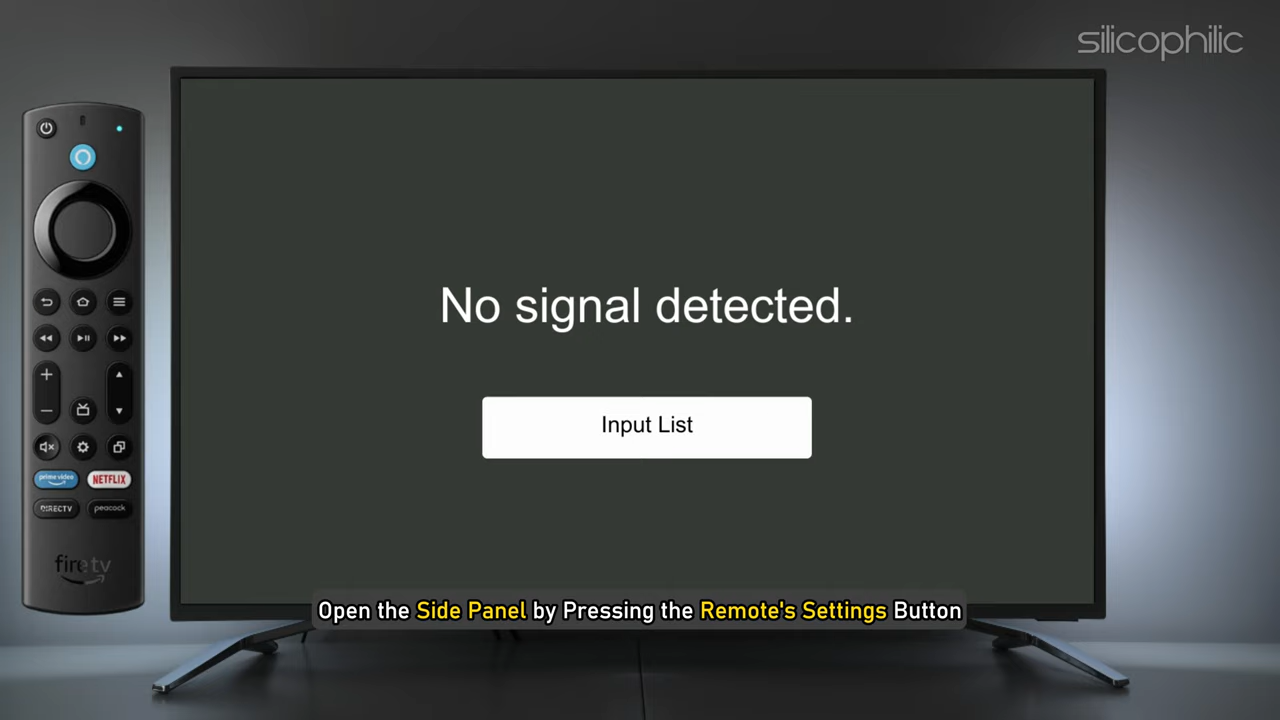 silicophilic
No signal detected.
Input List
prime video
NETFLIX
DIRECTV
peacock
fire tv
Open the Side Panel by Pressing the Remote's Settings Button